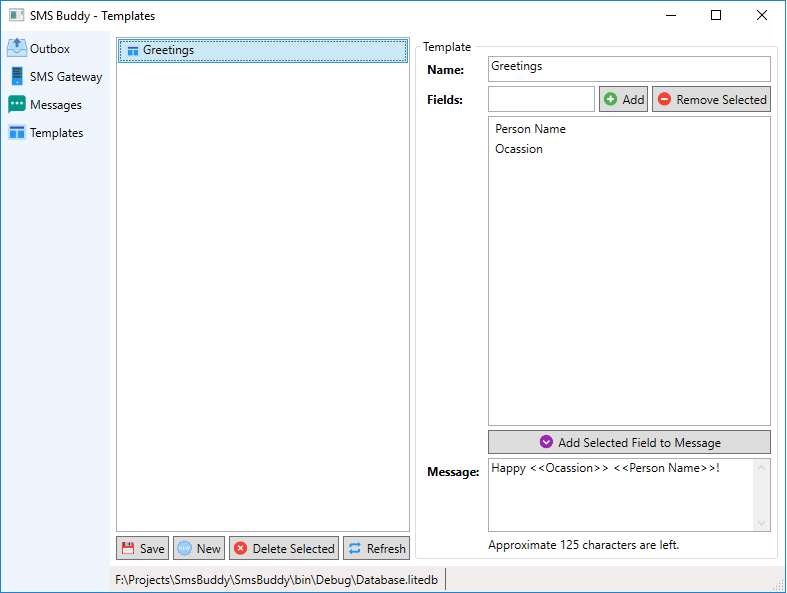 SMS Buddy - Templates
Outbox
SMS Gateway
Messages
Templates
Greetings
Template
Name: Greetings
Fields: Add Remove Selected
Person Name
Ocassion
Add Selected Field to Message
Message: Happy <<Ocassion>> <<Person Name>>!
Approximate 125 characters are left.
Save New Delete Selected Refresh
F:\Projects\SmsBuddy\SmsBuddy\bin\Debug\Database.litedb